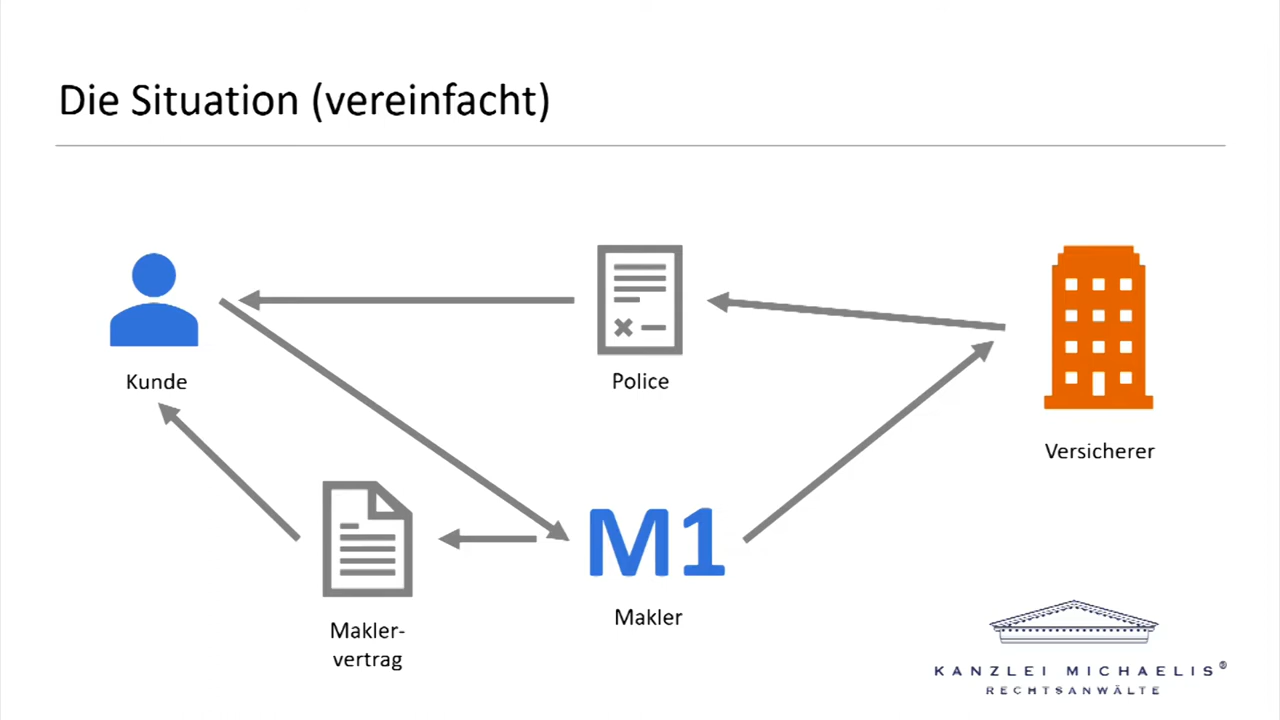 Die Situation (vereinfacht)
Kunde
Police
Versicherer
M1
Makler
Makler-
vertrag
KANZLEI MICHAELIS®
RECHTSANWÄLTE